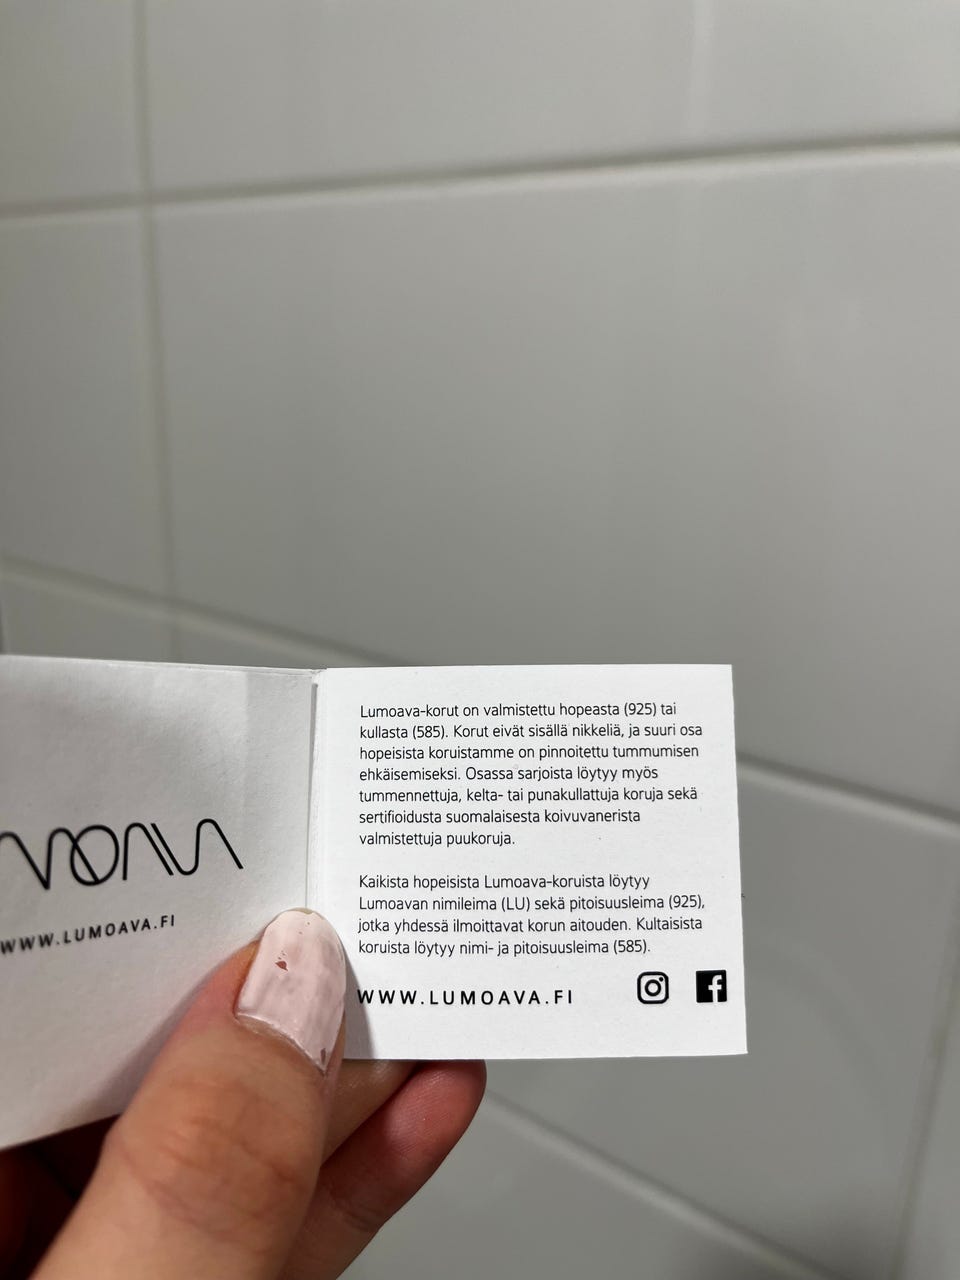 WWW.LUMOAVA.FI
Lumoava-korut on valmistettu hopeasta (925) tai
kullasta (585). Korut eivät sisällä nikkeliä, ja suuri osa
hopeisista koruistamme on pinnoitettu tummumisen
ehkäisemiseksi. Osassa sarjoista löytyy myös
tummennettuja, kelta- tai punakullattuja koruja sekä
sertifioidusta suomalaisesta koivuvanerista
valmistettuja puukoruja.
Kaikista hopeisista Lumoava-koruista löytyy
Lumoavan nimileima (LU) sekä pitoisuusleima (925),
jotka yhdessä ilmoittavat korun aitouden. Kultaisista
koruista löytyy nimi- ja pitoisuusleima (585).
WWW.LUMOAVA.FI